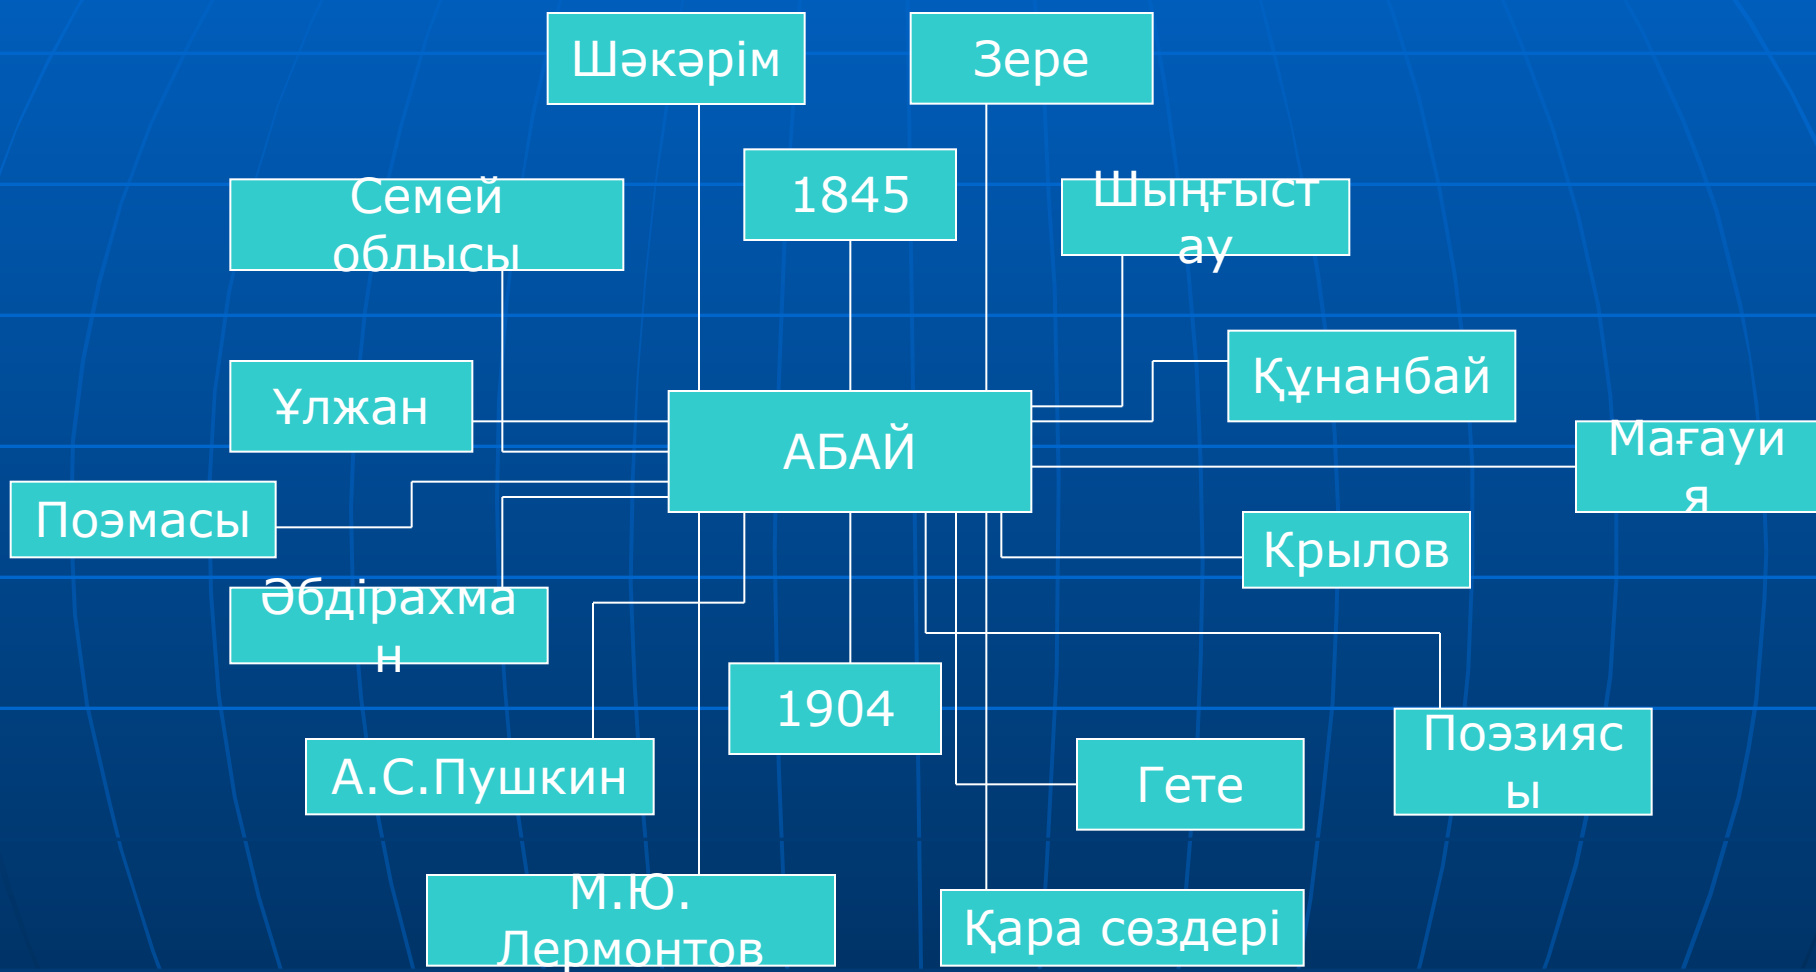 Шәкәрім
Зере
1845
Семей
облысы
Шыңғыст
ау
Құнанбай
Ұлжан
АБАЙ
Мағауи
я
Поэмасы
Крылов
Әбдірахма
н
1904
А.С.Пушкин
Гете
Поэзияс
ы
М.Ю.
Лермонтов
Қара сөздері